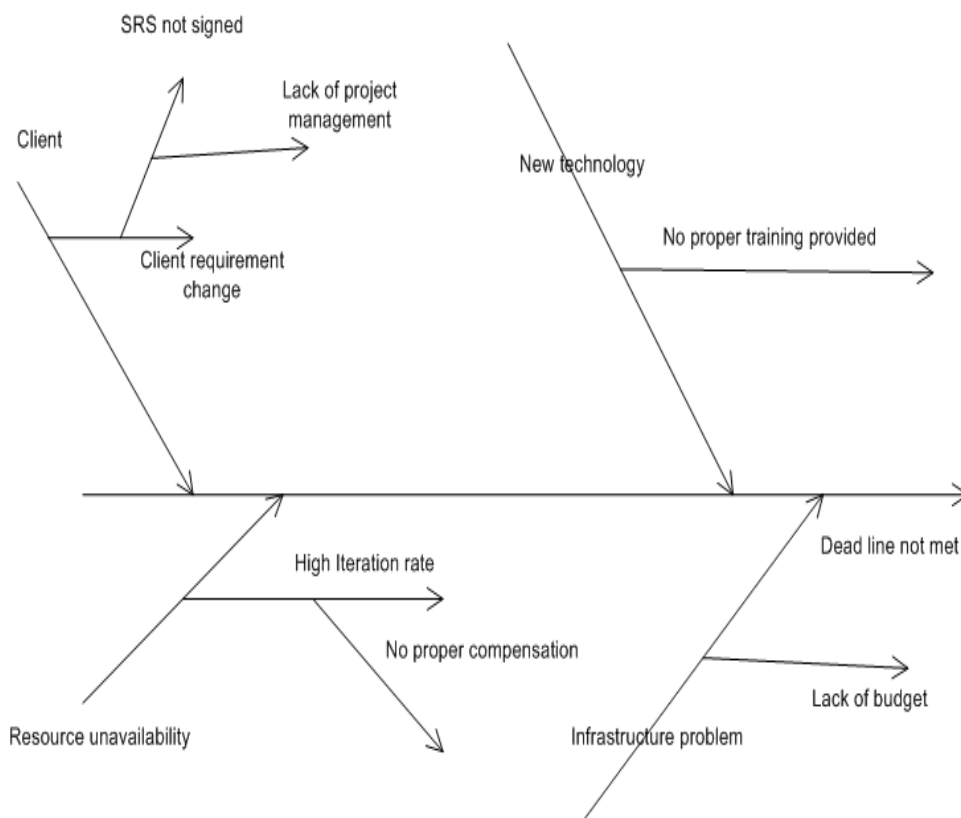 SRS not signed
Lack of project
management
Client
New technology
No proper training provided
Client requirement
change
Dead line not met
High Iteration rate
No proper compensation
Lack of budget
Resource unavailability
Infrastructure problem